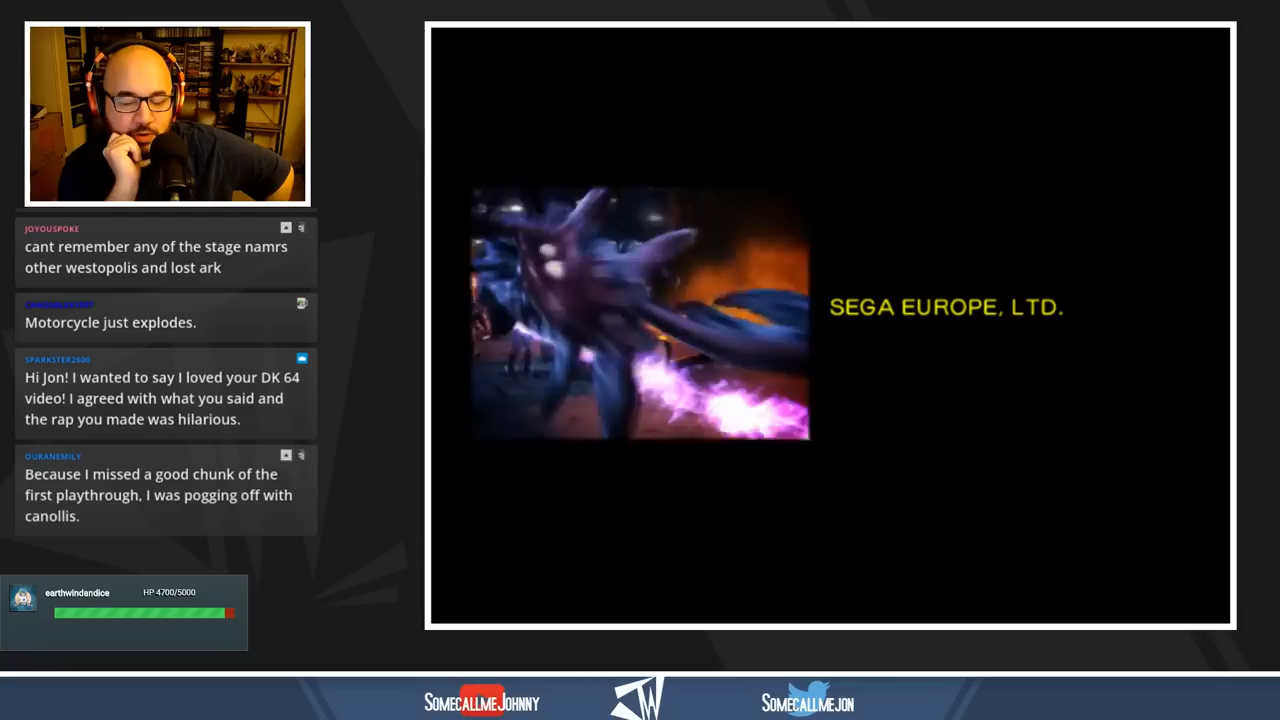 JOYOUSPOKE
cant remember any of the stage namrs
other westopolis and lost ark
Motorcycle just explodes.
SPARKSTER2600
Hi Jon! I wanted to say I loved your DK 64
video! I agreed with what you said and
the rap you made was hilarious.
OURANEMILY
Because I missed a good chunk of the
first playthrough, I was pogging off with
canollis.
earthwindandice HP 4700/5000
SEGA EUROPE, LTD.
SOMECALLMEJOHNNY
SOMECALLMEJON